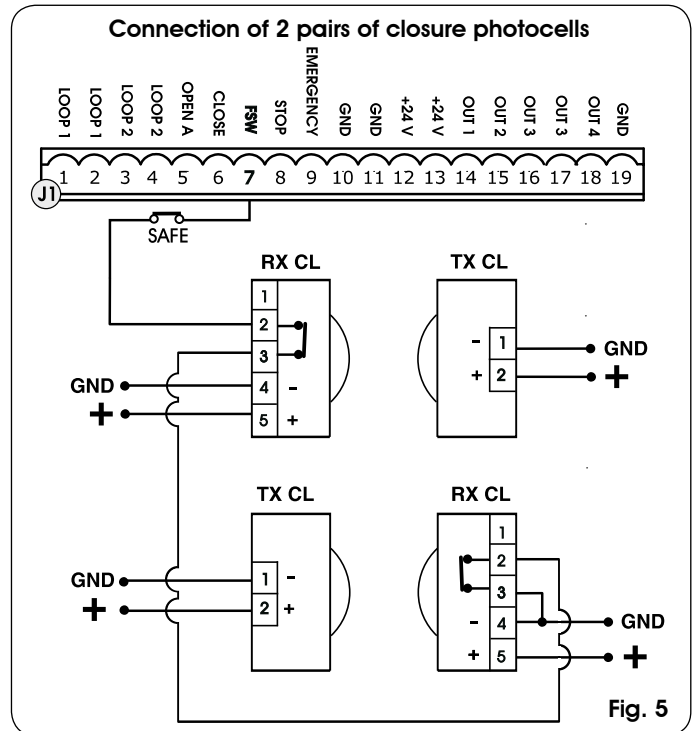 Connection of 2 pairs of closure photocells
LOOP 1 LOOP 1 LOOP 2 LOOP 2 OPEN A CLOSE FSW STOP EMERGENCY GND GND +24 V +24 V OUT 1 OUT 2 OUT 3 OUT 3 OUT 4 GND
1 2 3 4 5 6 7 8 9 10 11 12 13 14 15 16 17 18 19
J1
SAFE
RX CL TX CL
1
2
3
GND 4 -
+ 5 +
- 1 GND
+ 2 +
TX CL RX CL
GND 1 -
+ 2 +
1
2
3
- 4 GND
+ 5 +
Fig. 5